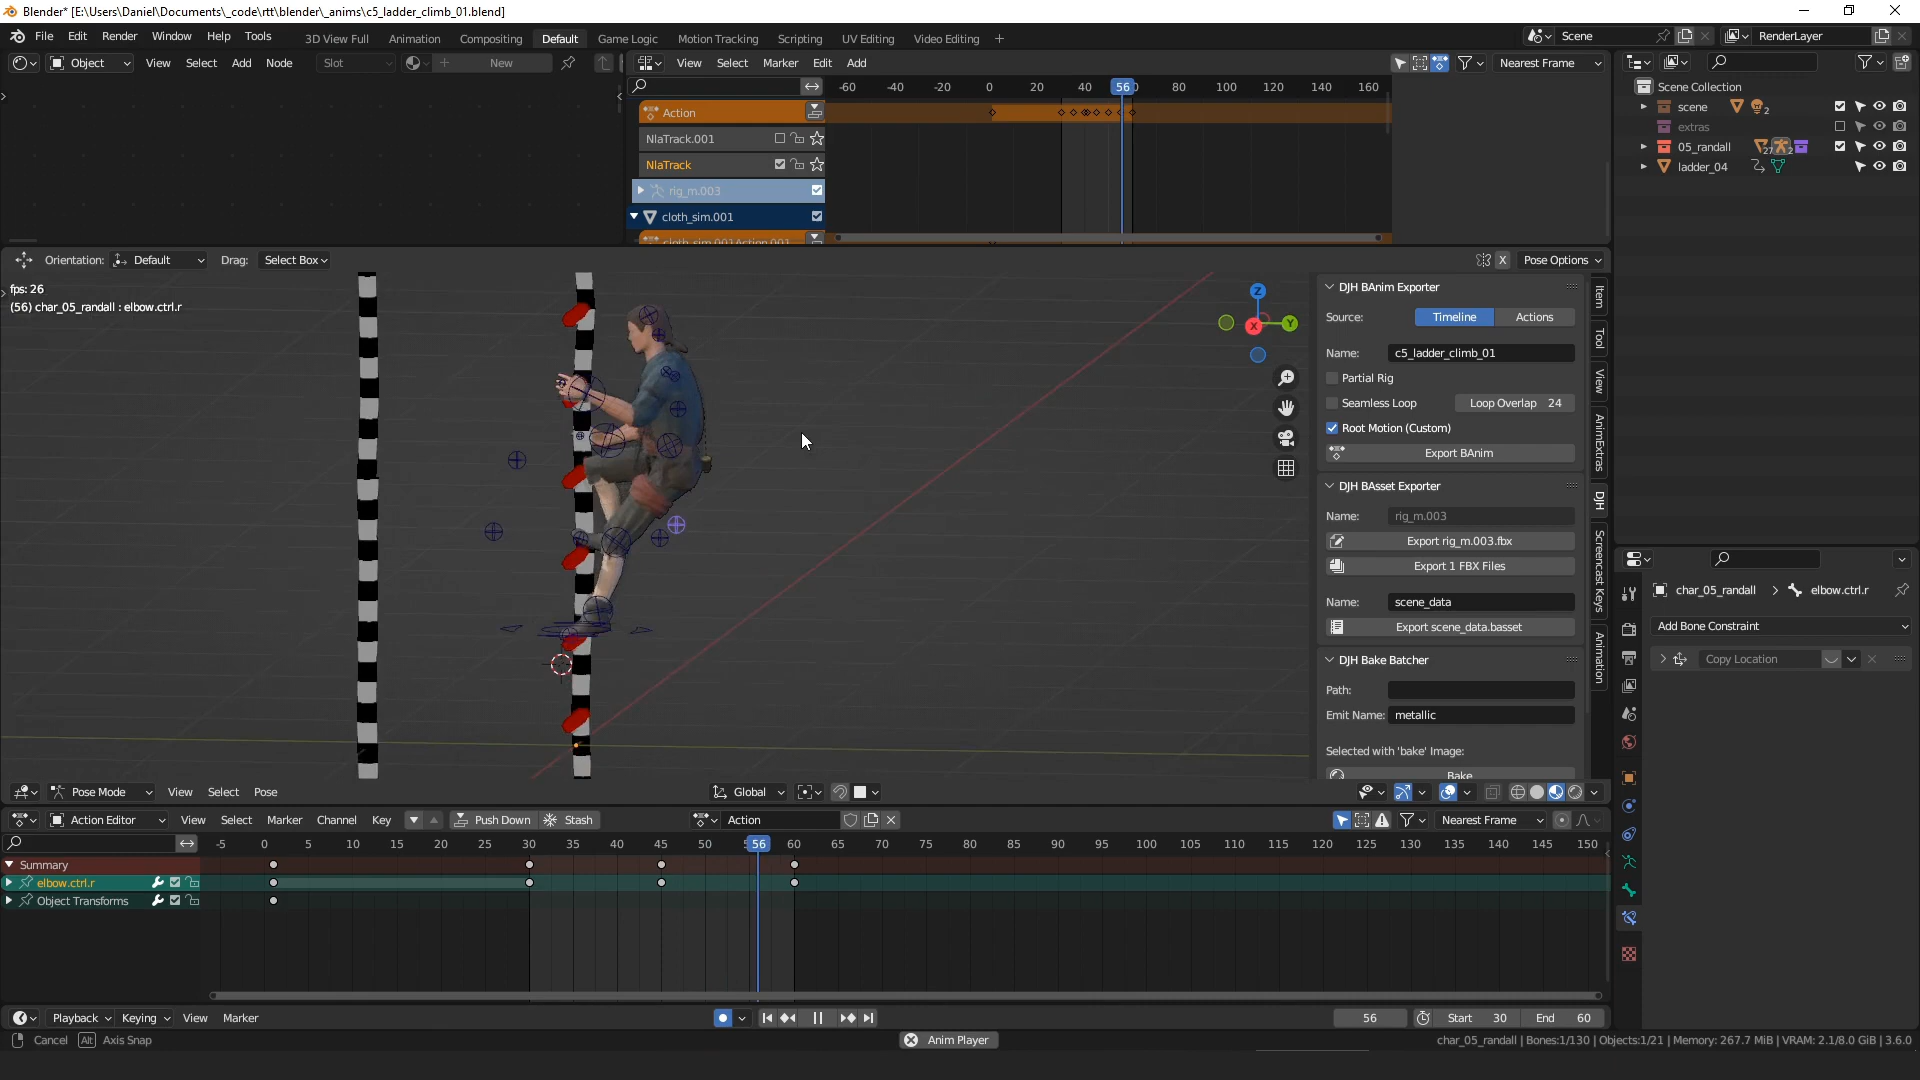 Blender* [E:\Users\Daniel\Documents\_code\rtt\blender\_anims\c5_ladder_climb_01.blend]
File Edit Render Window Help Tools 3D View Full Animation Compositing Default Game Logic Motion Tracking Scripting UV Editing Video Editing + Scene RenderLayer
Object View Select Add Node Slot New
View Select Marker Edit Add Nearest Frame
-60 -40 -20 0 20 40 56 80 100 120 140 160
Action
NlaTrack.001
NlaTrack
rig_m.003
cloth_sim.001
cloth_sim.001Action.001
Scene Collection
scene 2
extras
05_randall 2
ladder_04
Orientation: Default Drag: Select Box X Pose Options
fps: 26
(56) char_05_randall : elbow.ctrl.r
Z
Y
X
DJH BAnim Exporter
Source: Timeline Actions
Name: c5_ladder_climb_01
Partial Rig
Seamless Loop Loop Overlap 24
Root Motion (Custom)
Export BAnim
DJH BAsset Exporter
Name: rig_m.003
Export rig_m.003.fbx
Export 1 FBX Files
Name: scene_data
Export scene_data.basset
DJH Bake Batcher
Path:
Emit Name: metallic
Selected with 'bake' Image:
Bake
Item
Tool
View
AnimExtras
DJH
Screencast Keys
Animation
char_05_randall > elbow.ctrl.r
Add Bone Constraint
Copy Location
Pose Mode View Select Pose Global
Action Editor View Select Marker Channel Key Push Down Stash Action Nearest Frame
-5 0 5 10 15 20 25 30 35 40 45 50 56 60 65 70 75 80 85 90 95 100 105 110 115 120 125 130 135 140 145 150
Summary
elbow.ctrl.r
Object Transforms
Playback Keying View Marker 56 Start 30 End 60
Cancel Alt Axis Snap Anim Player char_05_randall | Bones:1/130 | Objects:1/21 | Memory: 267.7 MiB | VRAM: 2.1/8.0 GiB | 3.6.0